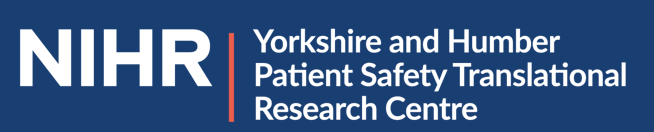 NIHR
Yorkshire and Humber
Patient Safety Translational
Research Centre